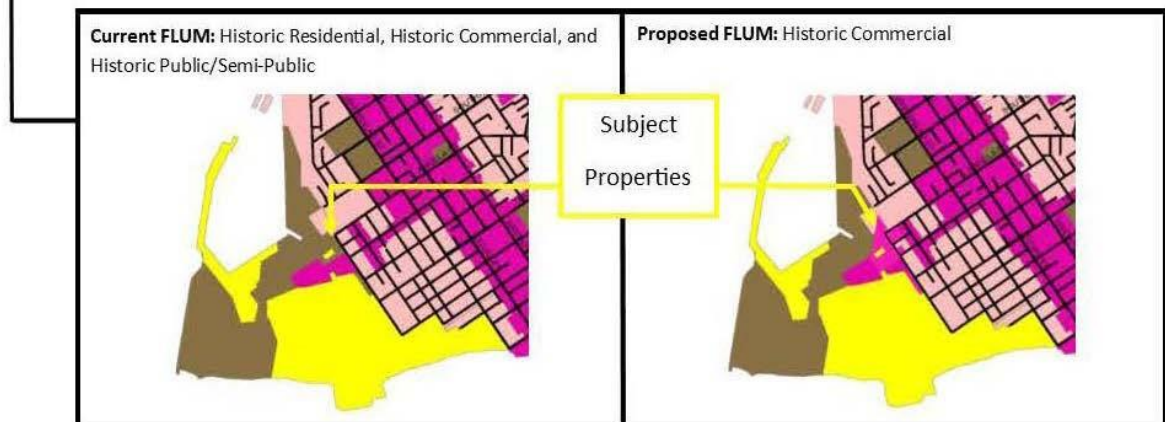 Current FLUM: Historic Residential, Historic Commercial, and
Historic Public/Semi-Public
Proposed FLUM: Historic Commercial
Subject
Properties